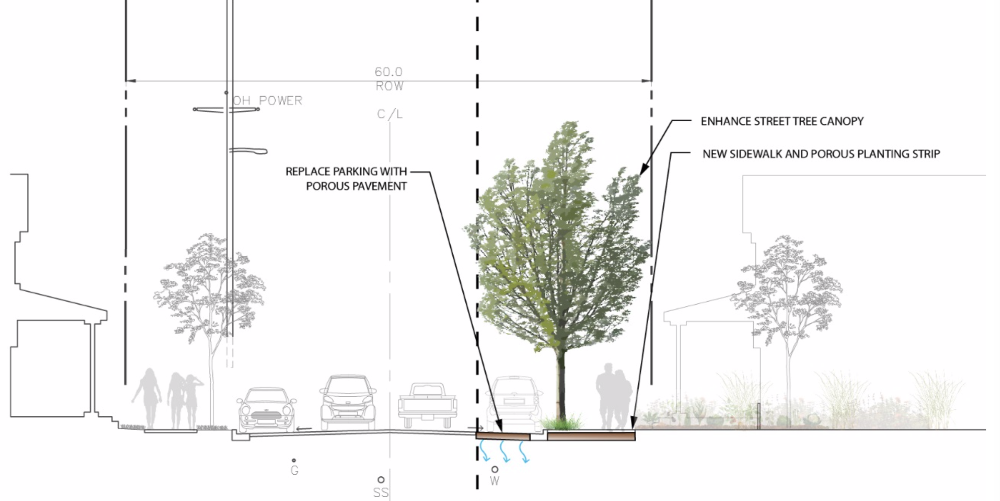 60.0
ROW
OH POWER
C/L
ENHANCE STREET TREE CANOPY
NEW SIDEWALK AND POROUS PLANTING STRIP
REPLACE PARKING WITH
POROUS PAVEMENT
G
SS
W